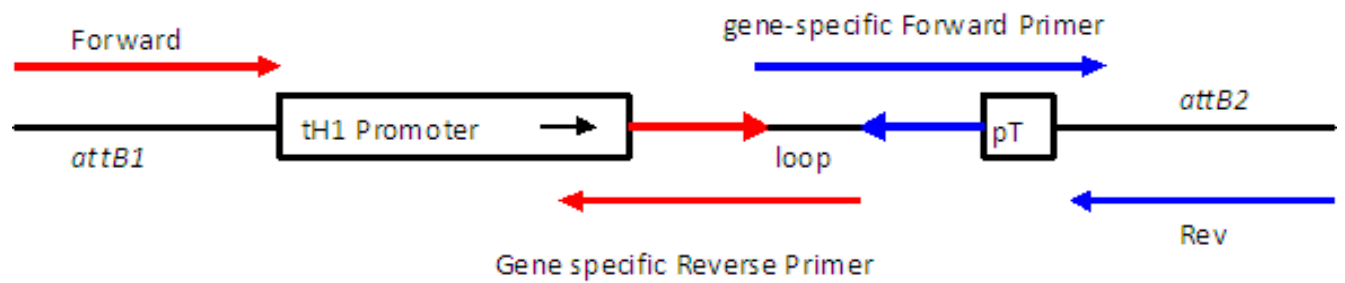 gene-specific Forward Primer
Forward
attB2
tH1 Promoter
pT
attB1
loop
Rev
Gene specific Reverse Primer